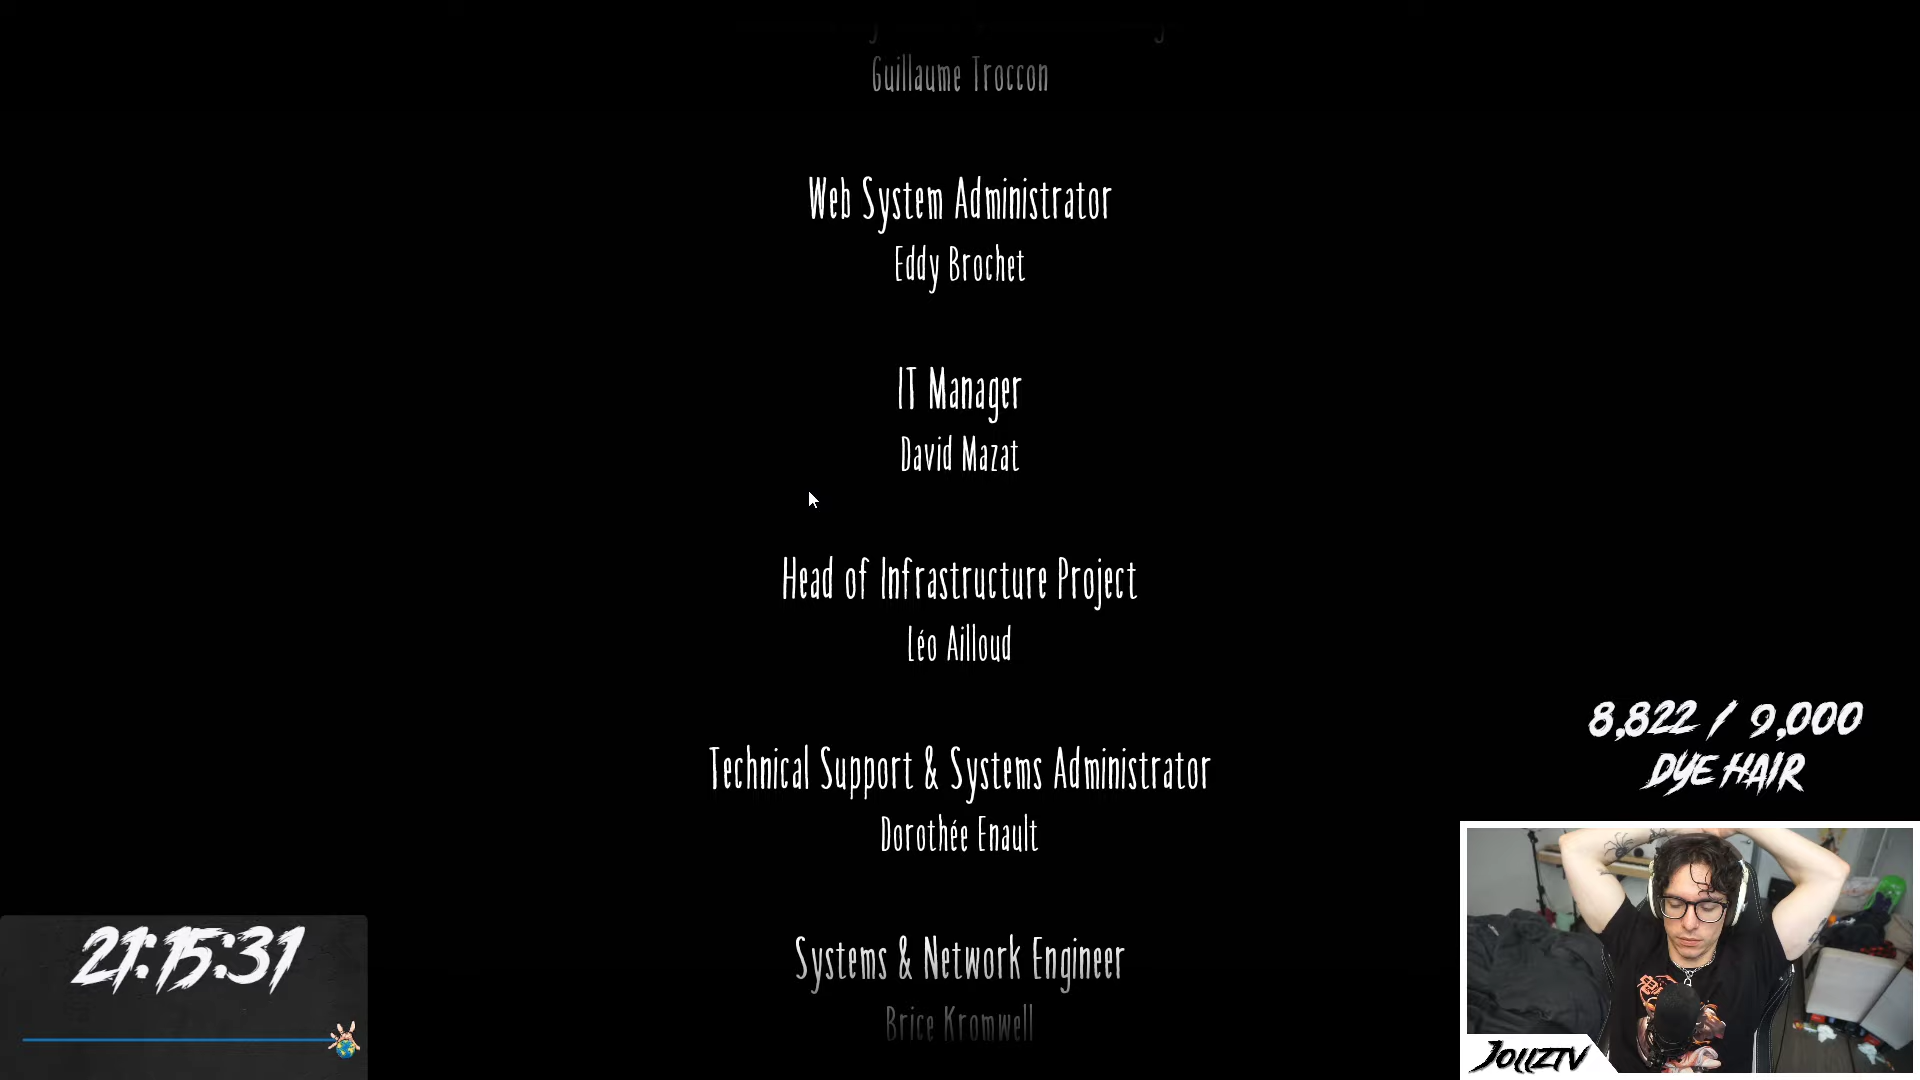 Guillaume Troccon
Web System Administrator
Eddy Brochet
IT Manager
David Mazat
Head of Infrastructure Project
Léo Ailloud
Technical Support & Systems Administrator
Dorothée Enault
Systems & Network Engineer
Brice Kromwell
8,822 / 9,000
DYE HAIR
21:15:31
JOLIZTV